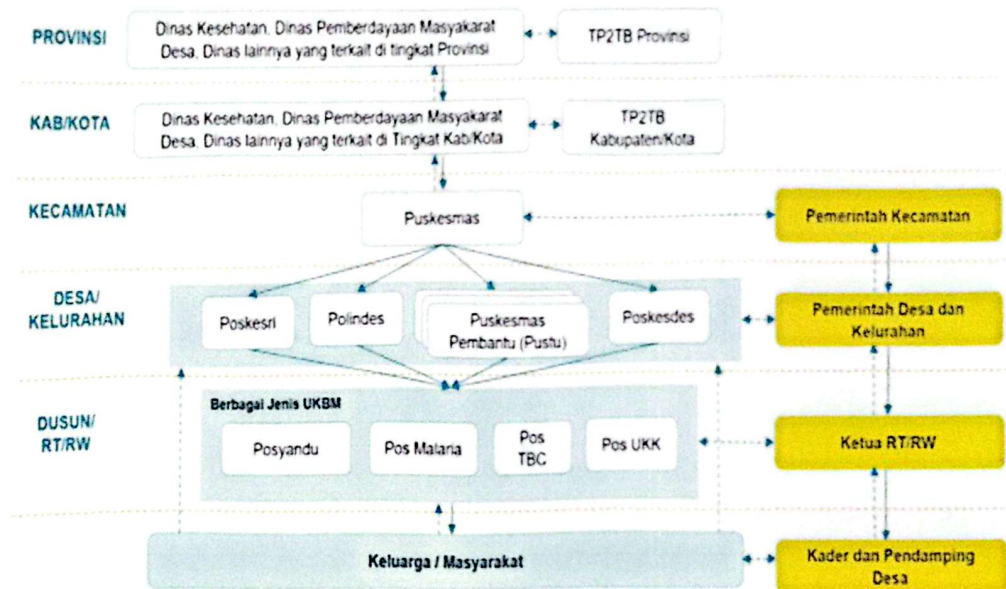 PROVINSI
Dinas Kesehatan, Dinas Pemberdayaan Masyakarat
Desa, Dinas lainnya yang terkait di tingkat Provinsi
TP2TB Provinsi
KAB/KOTA
Dinas Kesehatan, Dinas Pemberdayaan Masyakarat
Desa, Dinas lainnya yang terkait di Tingkat Kab/Kota
TP2TB
Kabupaten/Kota
KECAMATAN
Puskesmas
Pemerintah Kecamatan
DESA/
KELURAHAN
Poskesri
Polindes
Puskesmas
Pembantu (Pustu)
Poskesdes
Pemerintah Desa dan
Kelurahan
DUSUN/
RT/RW
Berbagai Jenis UKBM
Posyandu
Pos Malaria
Pos
TBC
Pos UKK
Ketua RT/RW
Keluarga / Masyarakat
Kader dan Pendamping
Desa